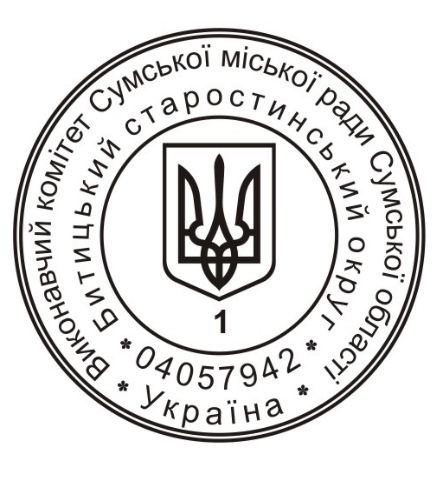 Виконавчий комітет Сумської міської ради Сумської області
* Україна *
Битицький старостинський округ
* 04057942 *
1